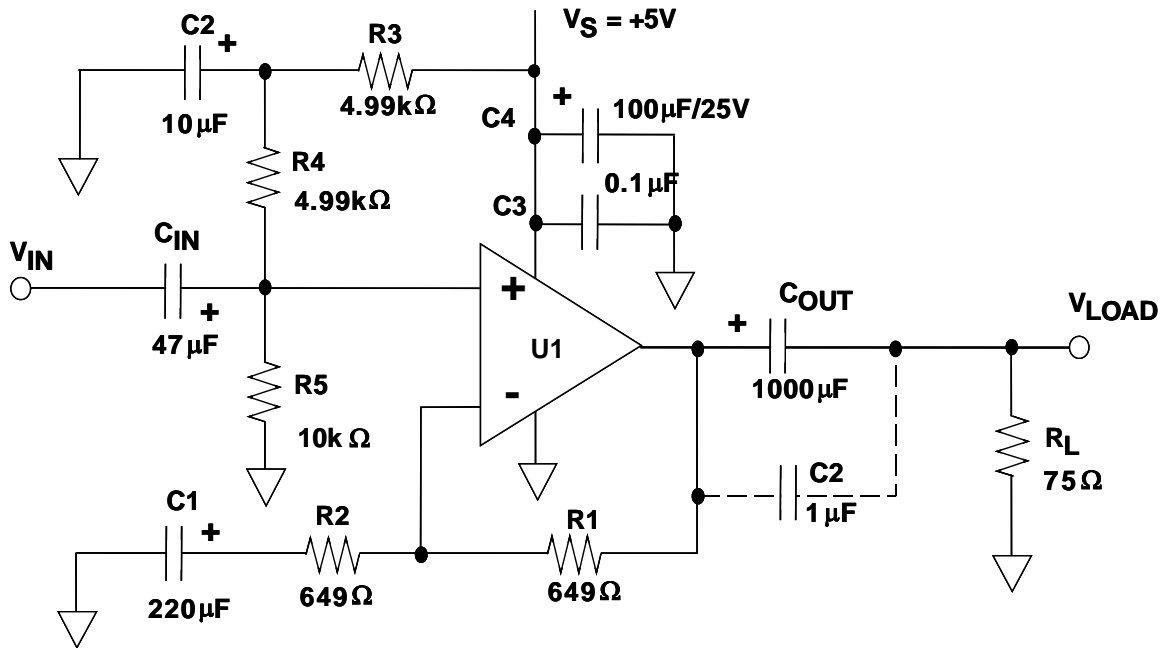 C2
+
10µF
R3
4.99kΩ
VS = +5V
+
C4
100µF/25V
0.1µF
C3
R4
4.99kΩ
VIN
CIN
+
47µF
R5
10k Ω
+
U1
-
+
COUT
1000µF
VLOAD
RL
75Ω
C2
1µF
C1
+
220µF
R2
649Ω
R1
649Ω